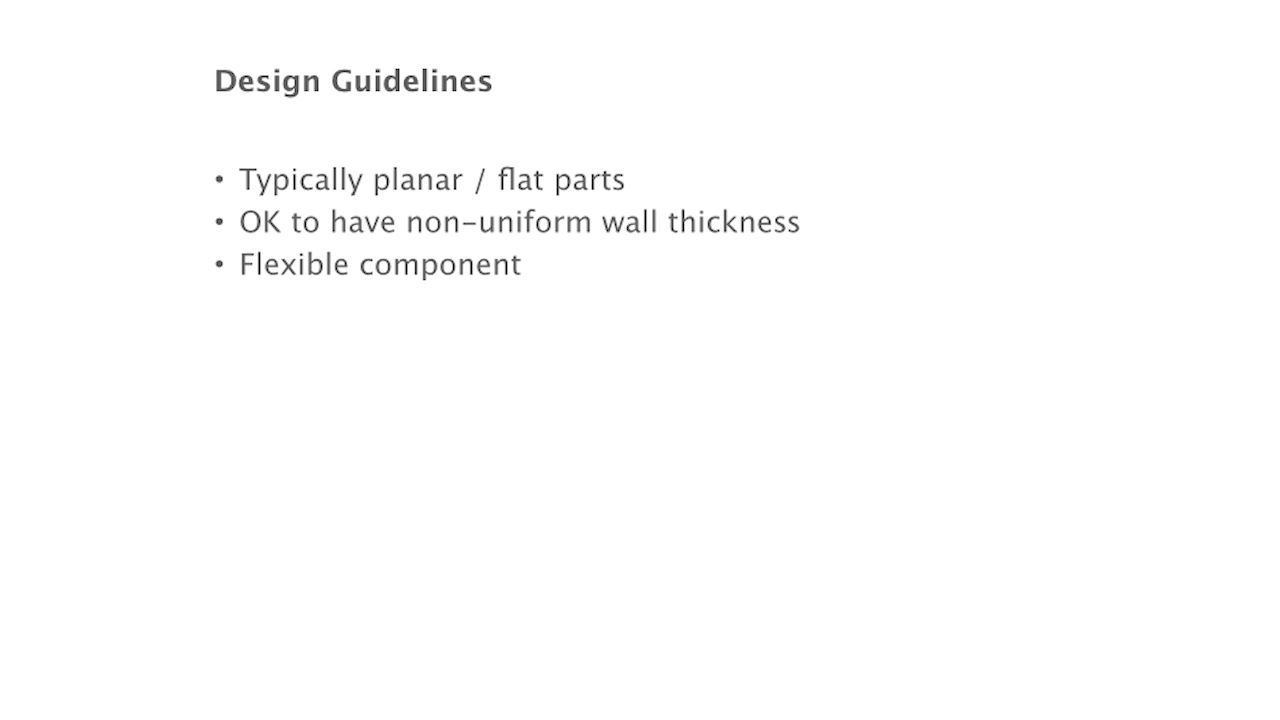 Design Guidelines
• Typically planar / flat parts
• OK to have non-uniform wall thickness
• Flexible component